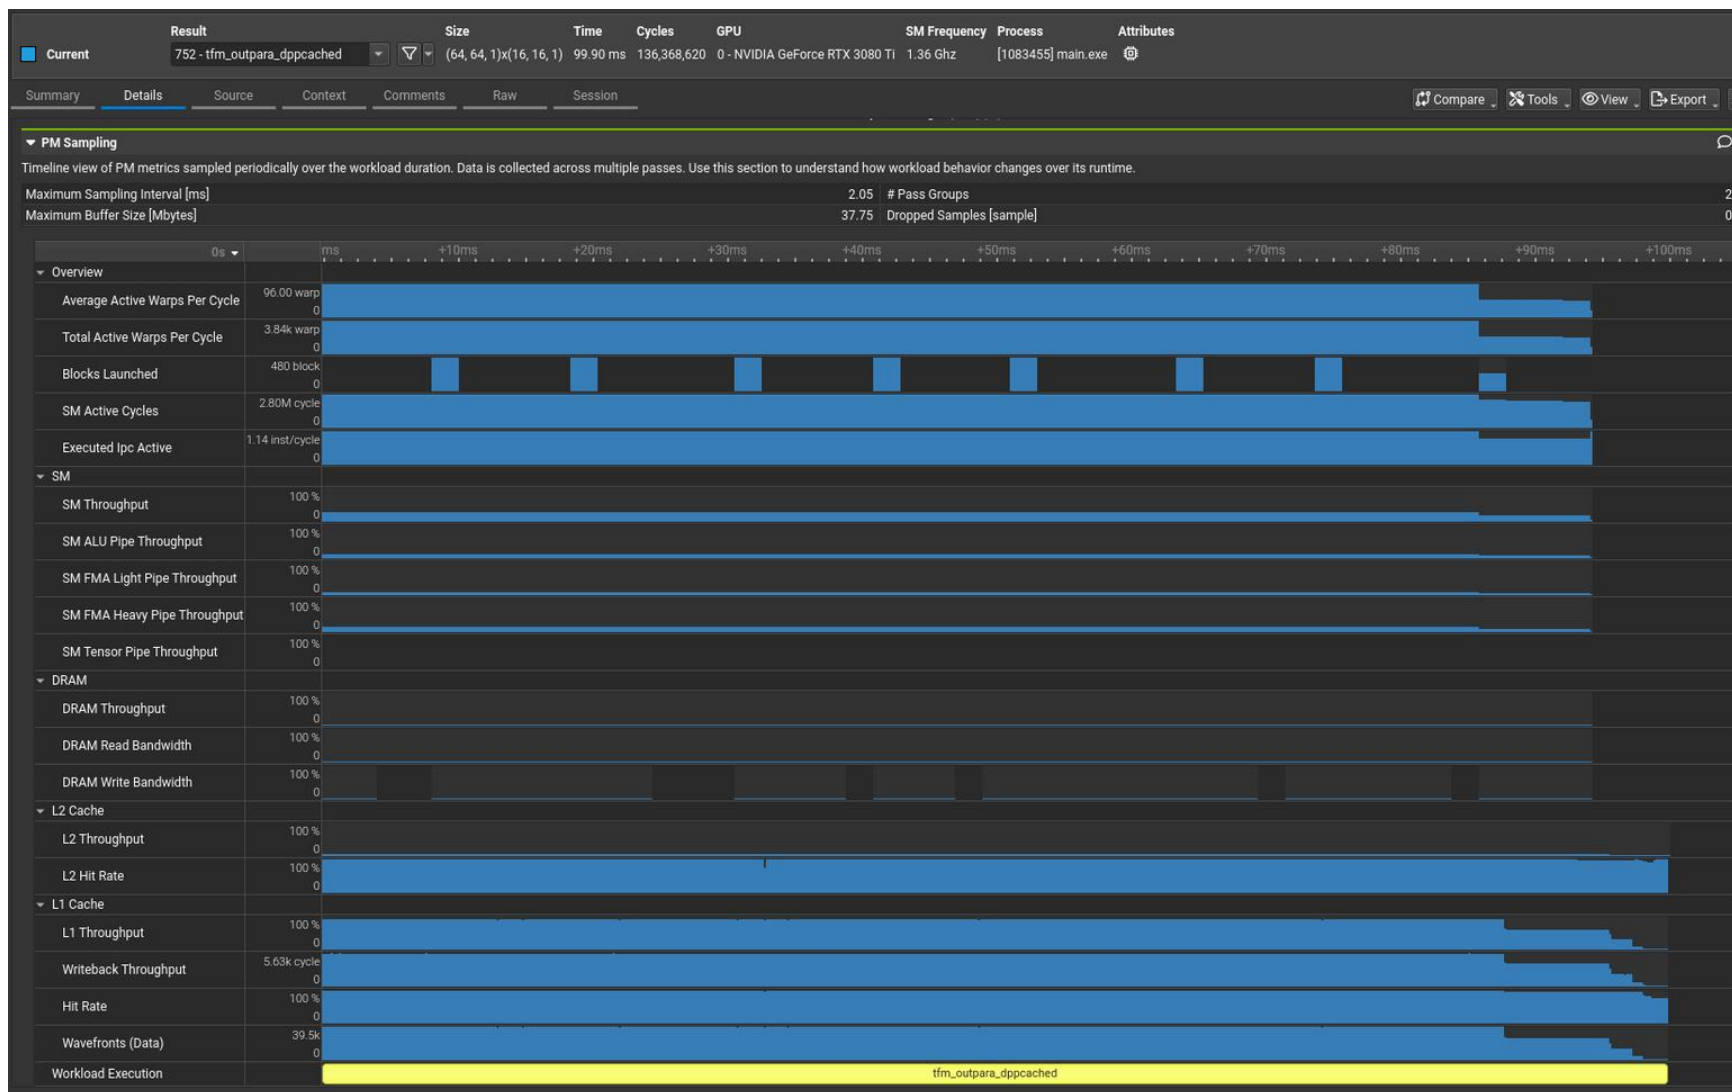 Result Size Time Cycles GPU SM Frequency Process Attributes
Current 752 - tfm_outpara_dppcached (64, 64, 1)x(16, 16, 1) 99.90 ms 136,368,620 0 - NVIDIA GeForce RTX 3080 Ti 1.36 Ghz [1083455] main.exe
Summary Details Source Context Comments Raw Session Compare Tools View Export
PM Sampling
Timeline view of PM metrics sampled periodically over the workload duration. Data is collected across multiple passes. Use this section to understand how workload behavior changes over its runtime.
Maximum Sampling Interval [ms] 2.05 # Pass Groups 2
Maximum Buffer Size [Mbytes] 37.75 Dropped Samples [sample] 0
0s ms +10ms +20ms +30ms +40ms +50ms +60ms +70ms +80ms +90ms +100ms
Overview
Average Active Warps Per Cycle 96.00 warp 0
Total Active Warps Per Cycle 3.84k warp 0
Blocks Launched 480 block 0
SM Active Cycles 2.80M cycle 0
Executed Ipc Active 1.14 inst/cycle 0
SM
SM Throughput 100 % 0
SM ALU Pipe Throughput 100 % 0
SM FMA Light Pipe Throughput 100 % 0
SM FMA Heavy Pipe Throughput 100 % 0
SM Tensor Pipe Throughput 100 % 0
DRAM
DRAM Throughput 100 % 0
DRAM Read Bandwidth 100 % 0
DRAM Write Bandwidth 100 % 0
L2 Cache
L2 Throughput 100 % 0
L2 Hit Rate 100 % 0
L1 Cache
L1 Throughput 100 % 0
Writeback Throughput 5.63k cycle 0
Hit Rate 100 % 0
Wavefronts (Data) 39.5k 0
Workload Execution tfm_outpara_dppcached